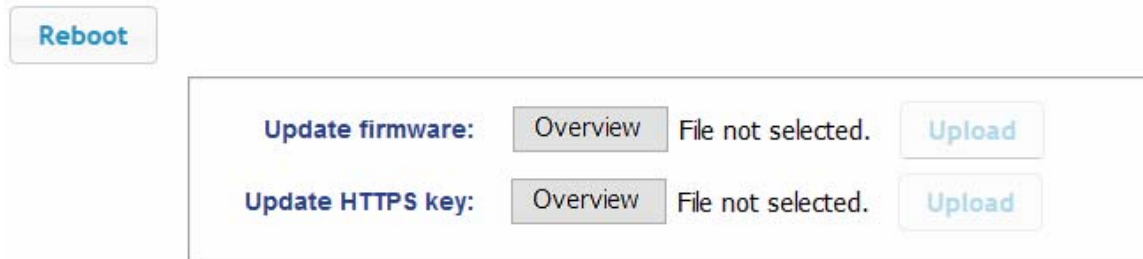 Reboot
Update firmware: Overview File not selected. Upload
Update HTTPS key: Overview File not selected. Upload